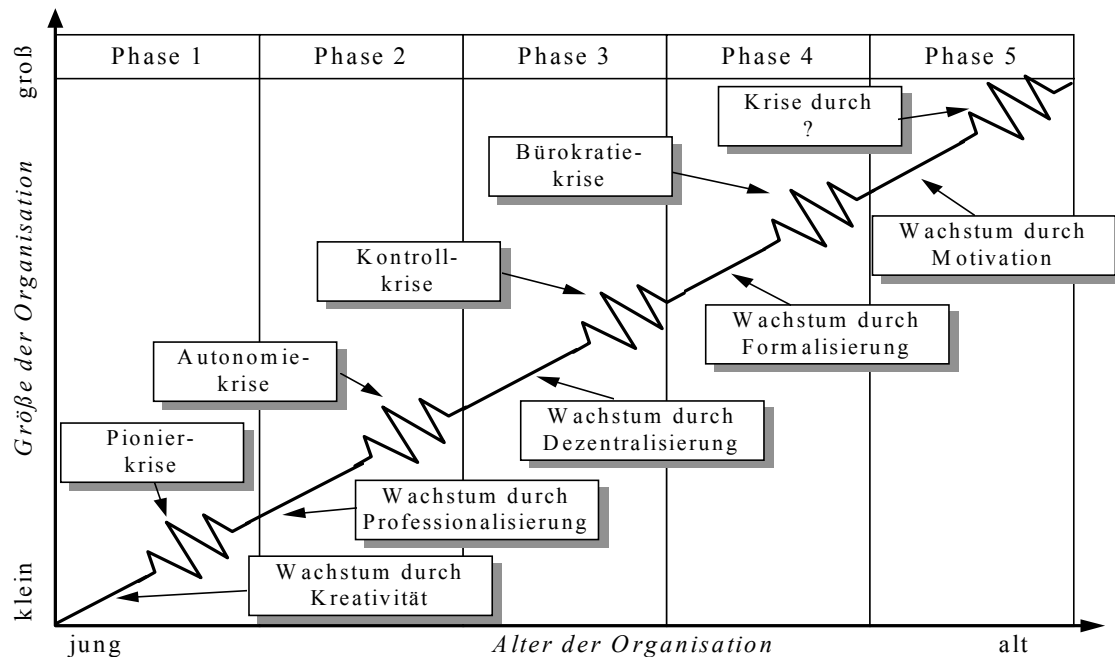 Phase 1
Phase 2
Phase 3
Phase 4
Phase 5
groß
Größe der Organisation
klein
Krise durch
?
Bürokratie-
krise
Wachstum durch
Motivation
Kontroll-
krise
Wachstum durch
Formalisierung
Autonomie-
krise
Wachstum durch
Dezentralisierung
Pionier-
krise
Wachstum durch
Professionalisierung
Wachstum durch
Kreativität
jung
Alter der Organisation
alt